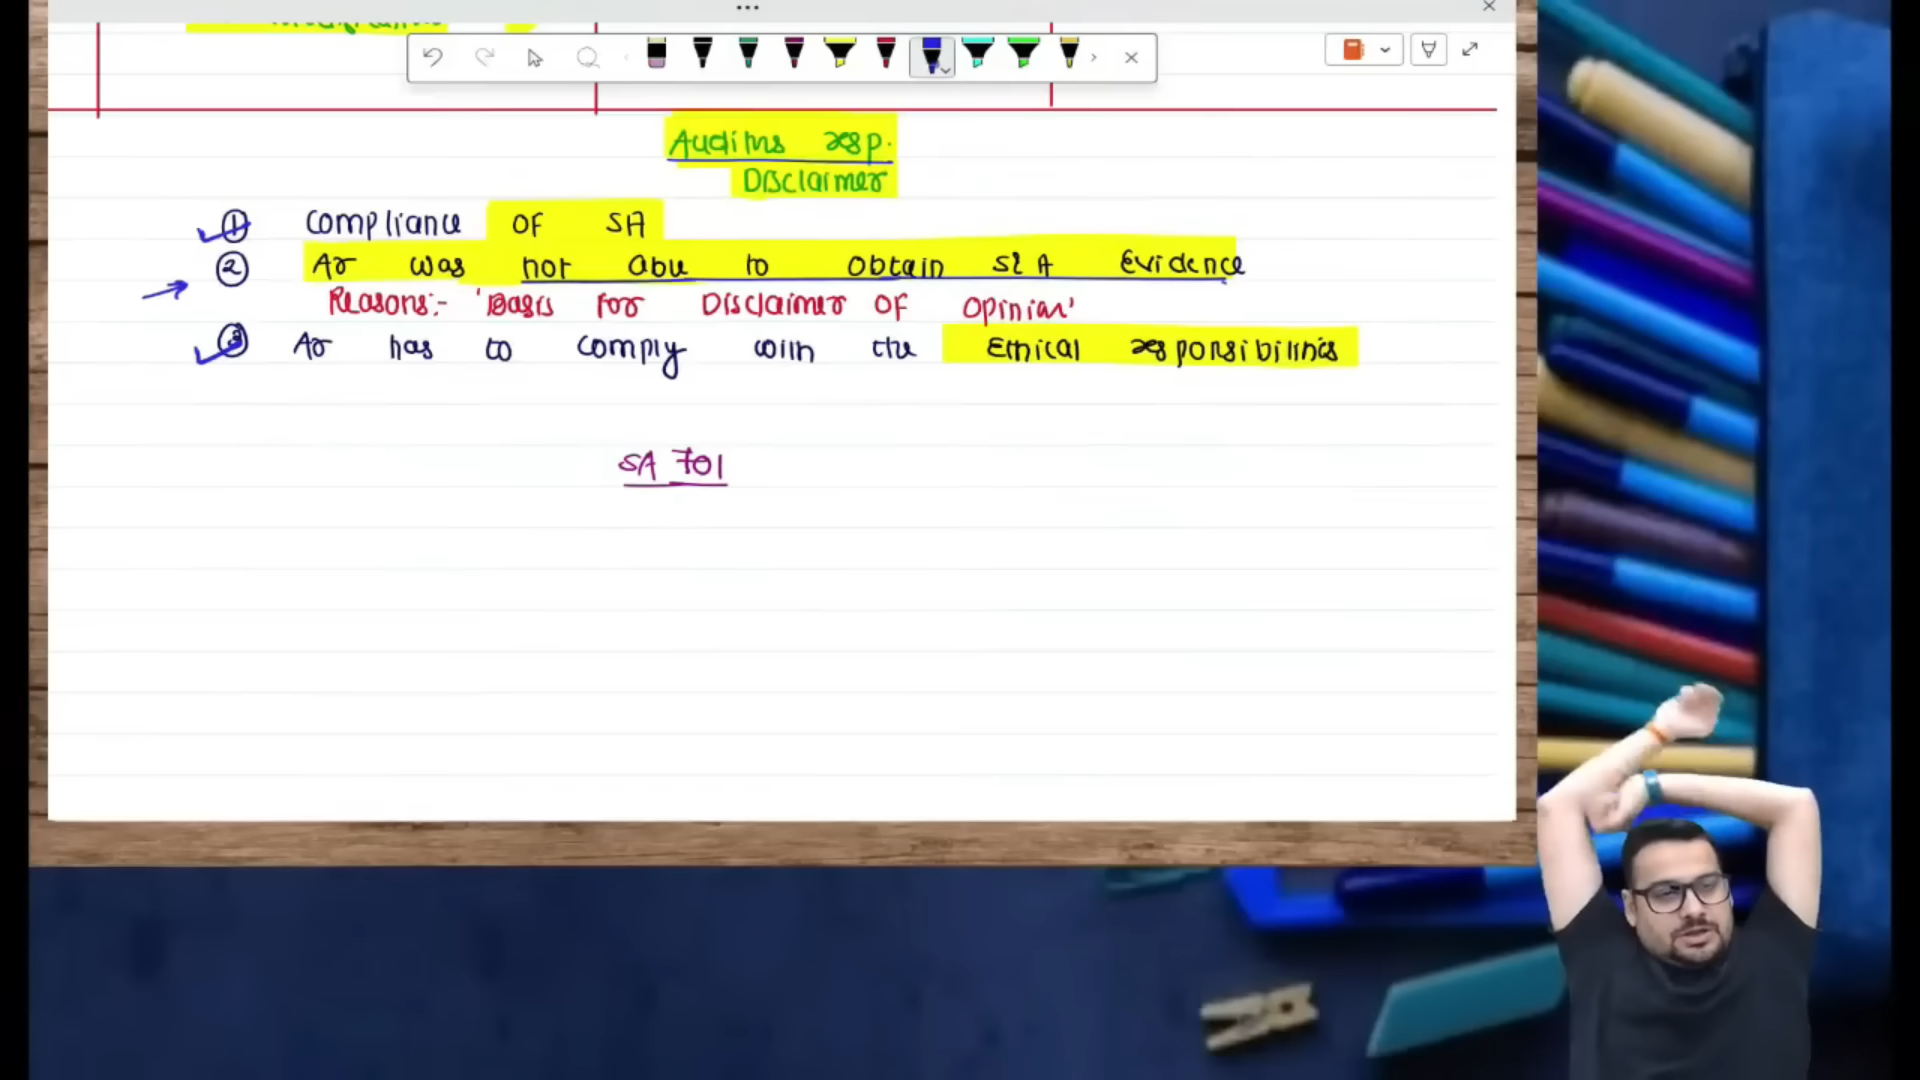 Auditors resp.
Disclaimer
① Compliance OF SA
② Ar was not able to obtain S&A Evidence
Reasons:- 'Basis for Disclaimer OF Opinion'
③ Ar has to comply with the Ethical responsibilities
SA 701